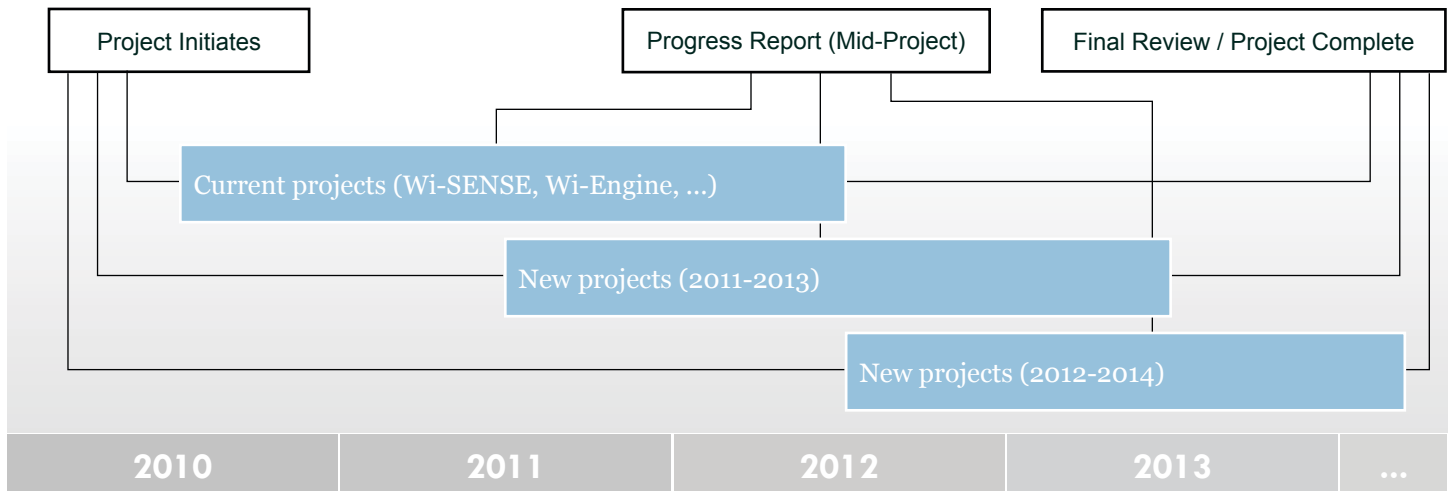 Project Initiates
Progress Report (Mid-Project)
Final Review / Project Complete
Current projects (Wi-SENSE, Wi-Engine, ...)
New projects (2011-2013)
New projects (2012-2014)
2010
2011
2012
2013
...